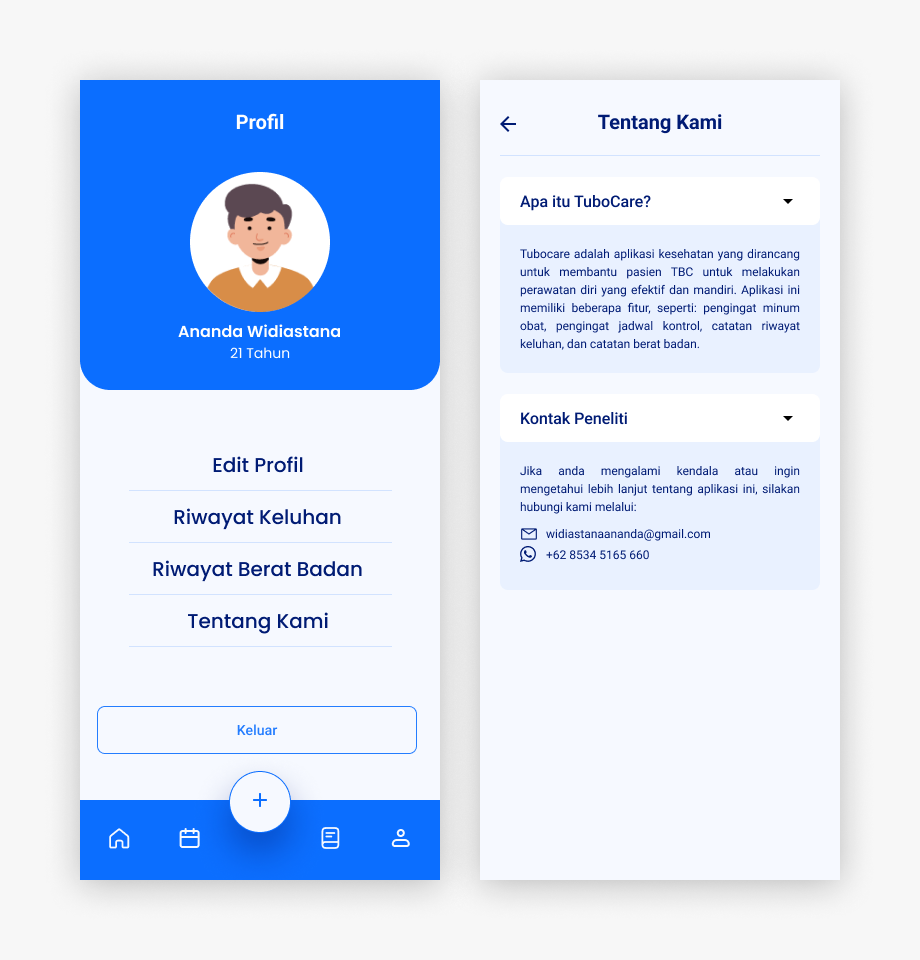 Profil
Ananda Widiastana
21 Tahun
Edit Profil
Riwayat Keluhan
Riwayat Berat Badan
Tentang Kami
Keluar
Tentang Kami
Apa itu TuboCare?
Tubocare adalah aplikasi kesehatan yang dirancang
untuk membantu pasien TBC untuk melakukan
perawatan diri yang efektif dan mandiri. Aplikasi ini
memiliki beberapa fitur, seperti: pengingat minum
obat, pengingat jadwal kontrol, catatan riwayat
keluhan, dan catatan berat badan.
Kontak Peneliti
Jika anda mengalami kendala atau ingin
mengetahui lebih lanjut tentang aplikasi ini, silakan
hubungi kami melalui:
widiastanaananda@gmail.com
+62 8534 5165 660